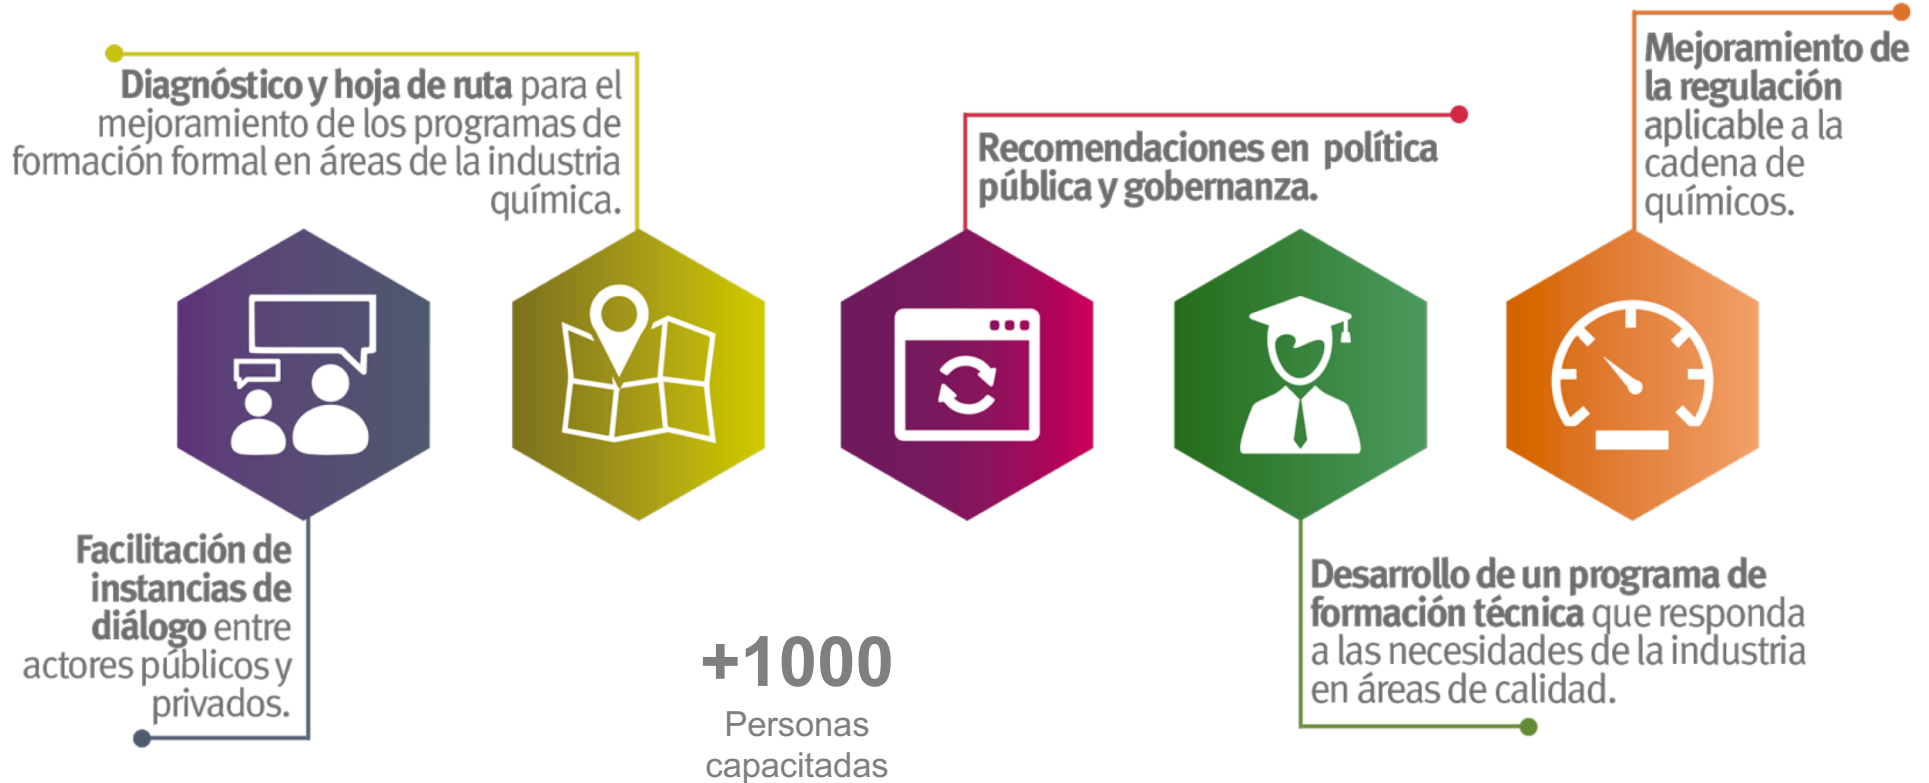 Diagnóstico y hoja de ruta para el
mejoramiento de los programas de
formación formal en áreas de la industria
química.
Recomendaciones en política
pública y gobernanza.
Mejoramiento de
la regulación
aplicable a la
cadena de
químicos.
Facilitación de
instancias de
diálogo entre
actores públicos y
privados.
+1000
Personas
capacitadas
Desarrollo de un programa de
formación técnica que responda
a las necesidades de la industria
en áreas de calidad.